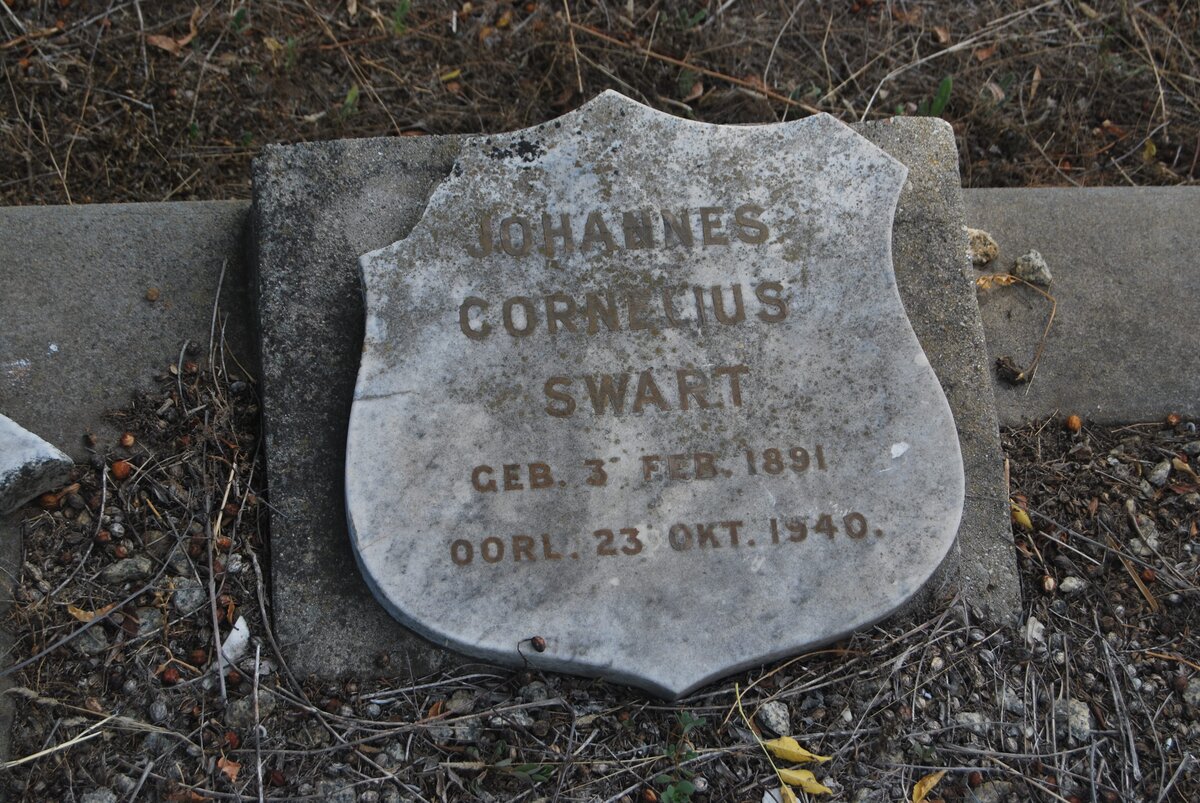 JOHANNES
CORNELIUS
SWART
GEB. 3 FEB. 1891
OORL. 23 OKT. 1940.